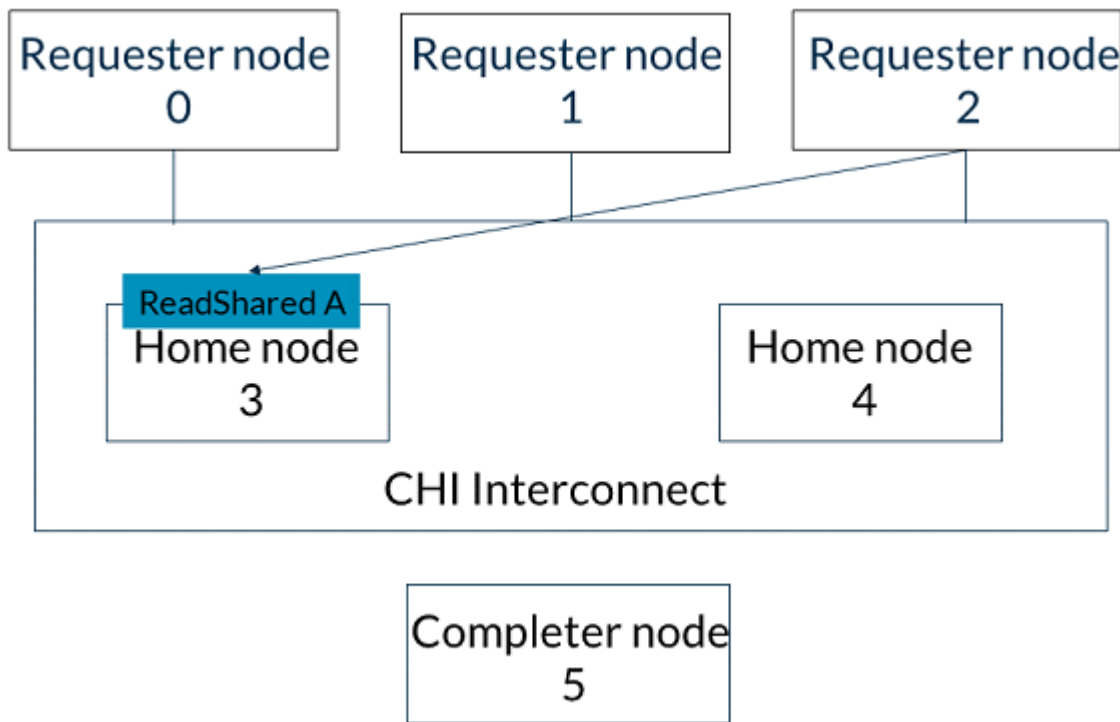 Requester node
0
Requester node
1
Requester node
2
ReadShared A
Home node
3
Home node
4
CHI Interconnect
Completer node
5